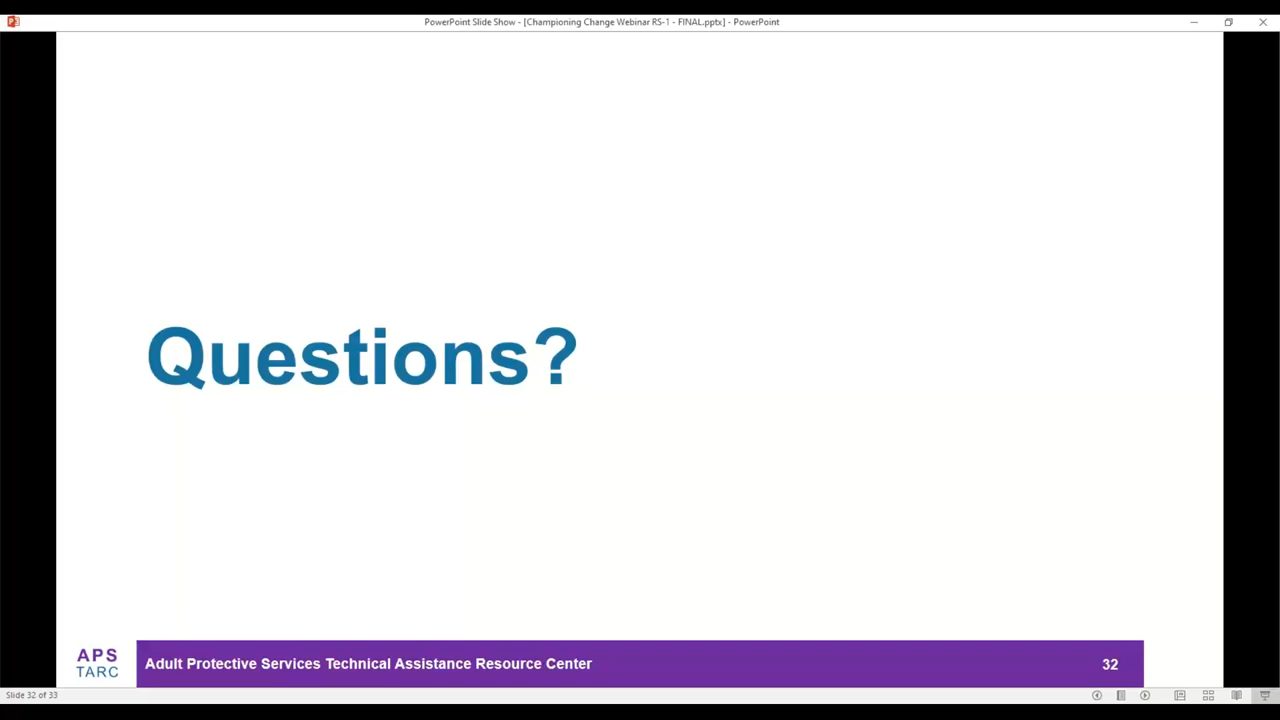 PowerPoint Slide Show - [Championing Change Webinar RS-1 - FINAL.pptx] - PowerPoint
Questions?
APS
TARC
Adult Protective Services Technical Assistance Resource Center
32
Slide 32 of 33